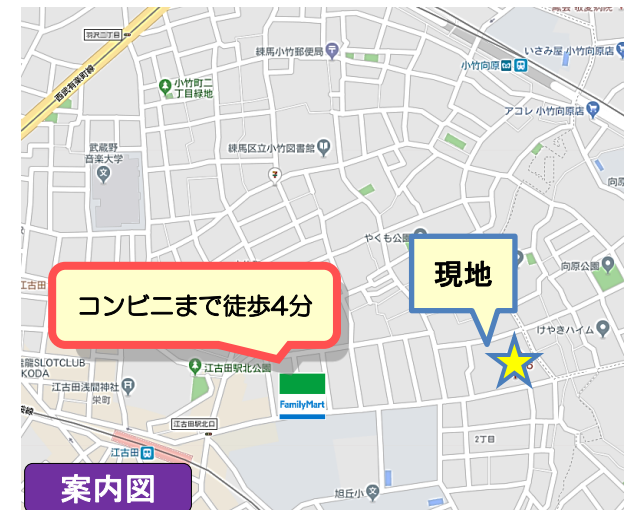 羽沢二丁目
練馬小竹郵便局
いさみ屋 小竹向原店
小竹向原
西武有楽町線
小竹町二
丁目緑地
アコレ 小竹向原店
武蔵野
音楽大学
練馬区立小竹図書館
向原
やくも公園
現地
向原公園
江古田
コンビニまで徒歩4分
けやきハイム
SLOTCLUB
KODA
江古田駅北公園
江古田浅間神社
栄町
FamilyMart
江古田駅北口
江古田
2丁目
旭丘小
案内図